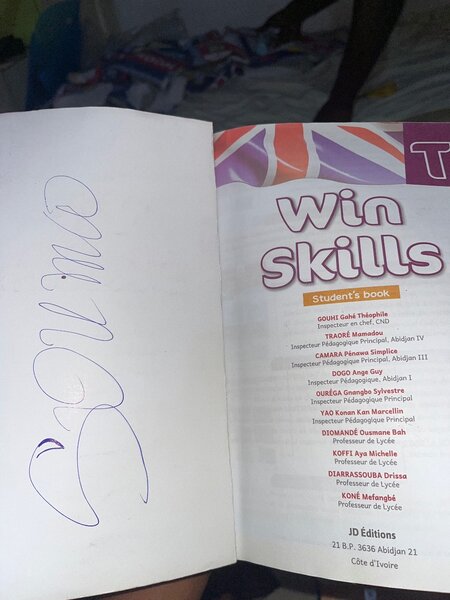 Souma
T
Win
Skills
Student's book
GOUHI Gahé Théophile
Inspecteur en chef, CND
TRAORÉ Mamadou
Inspecteur Pédagogique Principal, Abidjan IV
CAMARA Pénawa Simplice
Inspecteur Pédagogique Principal, Abidjan III
DOGO Ange Guy
Inspecteur Pédagogique, Abidjan 1
OURÉGA Gnangbo Sylvestre
Inspecteur Pédagogique Principal
YAO Konan Kan Marcellin
Inspecteur Pédagogique Principal
DIOMANDÉ Ousmane Bah
Professeur de Lycée
KOFFI Aya Michelle
Professeur de Lycée
DIARRASSOUBA Drissa
Professeur de Lycée
KONÉ Mefangbé
Professeur de Lycée
JD Éditions
21 B.P. 3636 Abidjan 21
Côte d'Ivoire